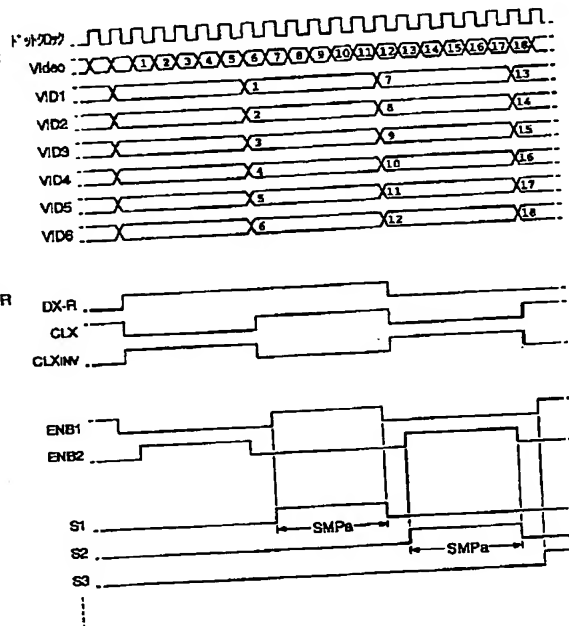 ドットクロック
Video 1 2 3 4 5 6 7 8 9 10 11 12 13 14 15 16 17 18
VID1 1 7 13
VID2 2 8 14
VID3 3 9 15
VID4 4 10 16
VID5 5 11 17
VID6 6 12 18
R
DX-R
CLX
CLXINV
ENB1
ENB2
S1 SMPa
S2 SMPa
S3